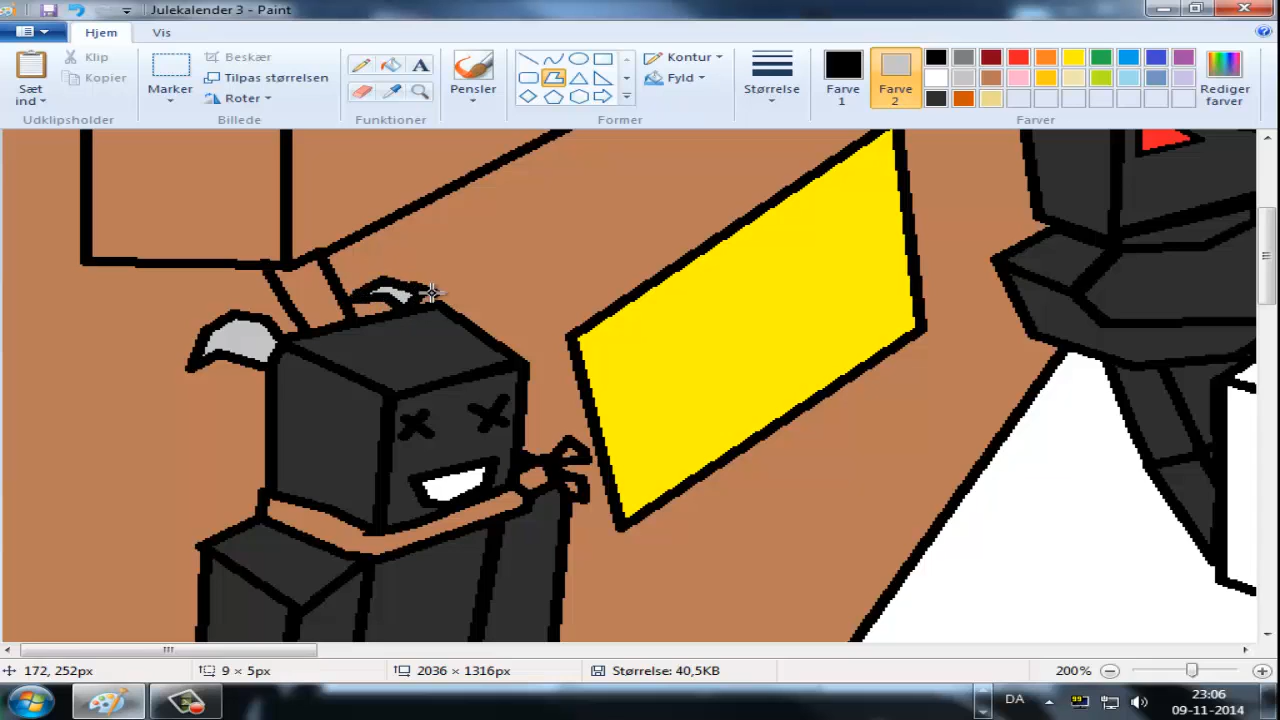 Julekalender 3 - Paint
Hjem Vis
Sæt ind
Klip
Kopier
Udklipsholder
Marker
Beskær
Tilpas størrelsen
Roter
Billede
A
Funktioner
Pensler
Kontur
Fyld
Former
Størrelse
Farve 1
Farve 2
Rediger farver
Farver
172, 252px
9 × 5px
2036 × 1316px
Størrelse: 40,5KB
200%
DA
99
23:06
09-11-2014